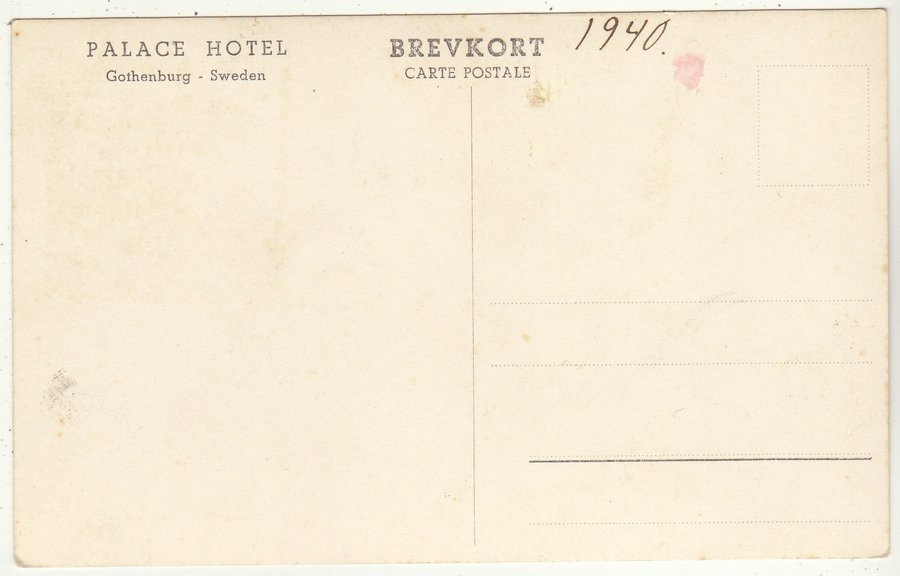 PALACE HOTEL
Gothenburg - Sweden
BREVKORT
CARTE POSTALE
1940.